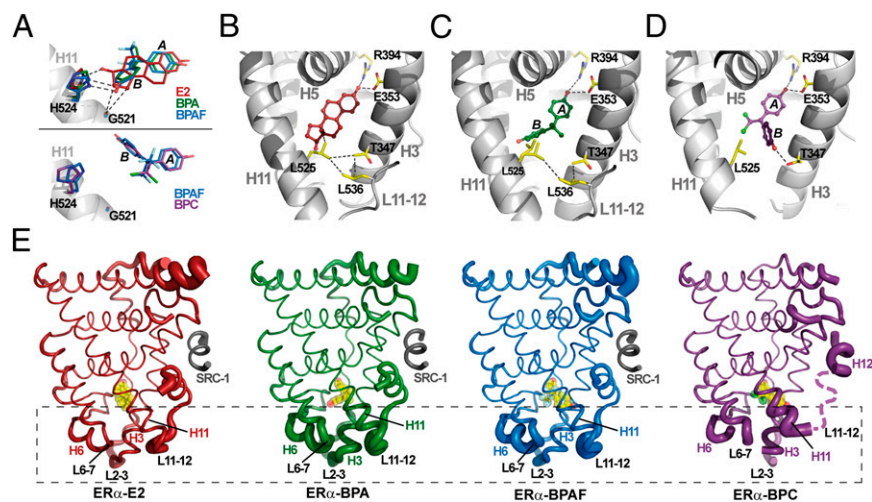 A
H11
A
B
H524
G521
E2
BPA
BPAF
H11
B
A
H524
G521
BPAF
BPC
B
R394
H5
E353
T347
L525
H3
H11
L536
L11-12
C
R394
H5
A
E353
B
T347
L525
H3
H11
L536
L11-12
D
R394
H5
A
E353
B
T347
L525
H11
H3
E
SRC-1
H6
H3
H11
L6-7
L2-3
L11-12
ERα-E2
SRC-1
H6
H11
L6-7
H3
L2-3
L11-12
ERα-BPA
SRC-1
H6
H3
H11
L6-7
L2-3
L11-12
ERα-BPAF
H12
H6
L6-7
H3
H11
L11-12
L2-3
ERα-BPC